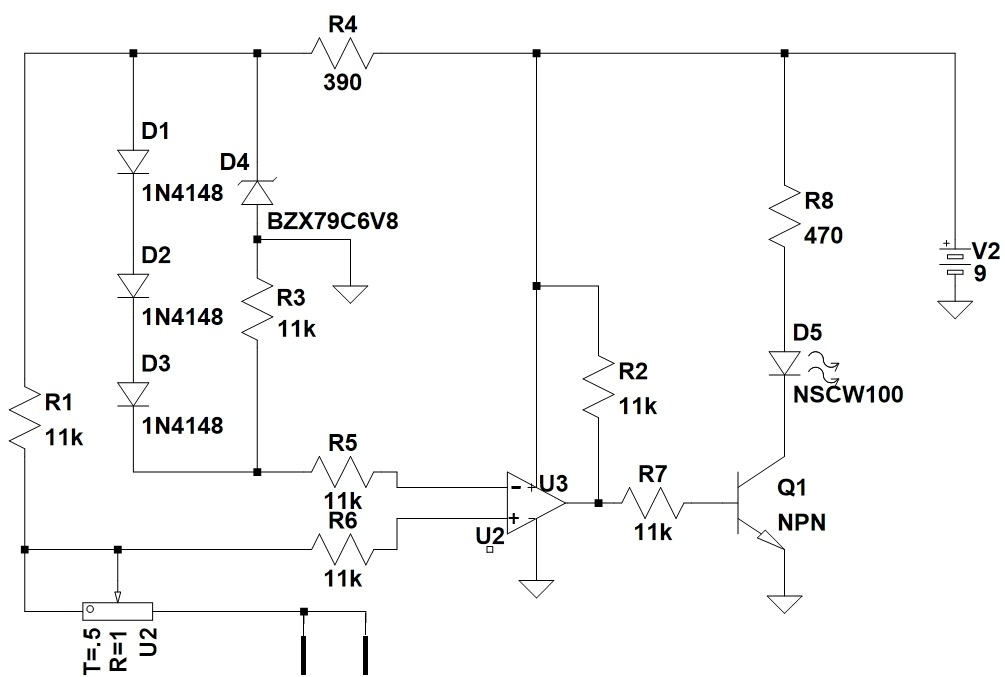 R4
390
D1
1N4148
D4
BZX79C6V8
R8
470
D2
1N4148
V2
+
9
R3
11k
D5
NSCW100
D3
1N4148
R2
11k
R1
11k
R5
11k
- + U3
R7
11k
Q1
NPN
R6
11k
+ -
U2
T=.5
R=1
U2